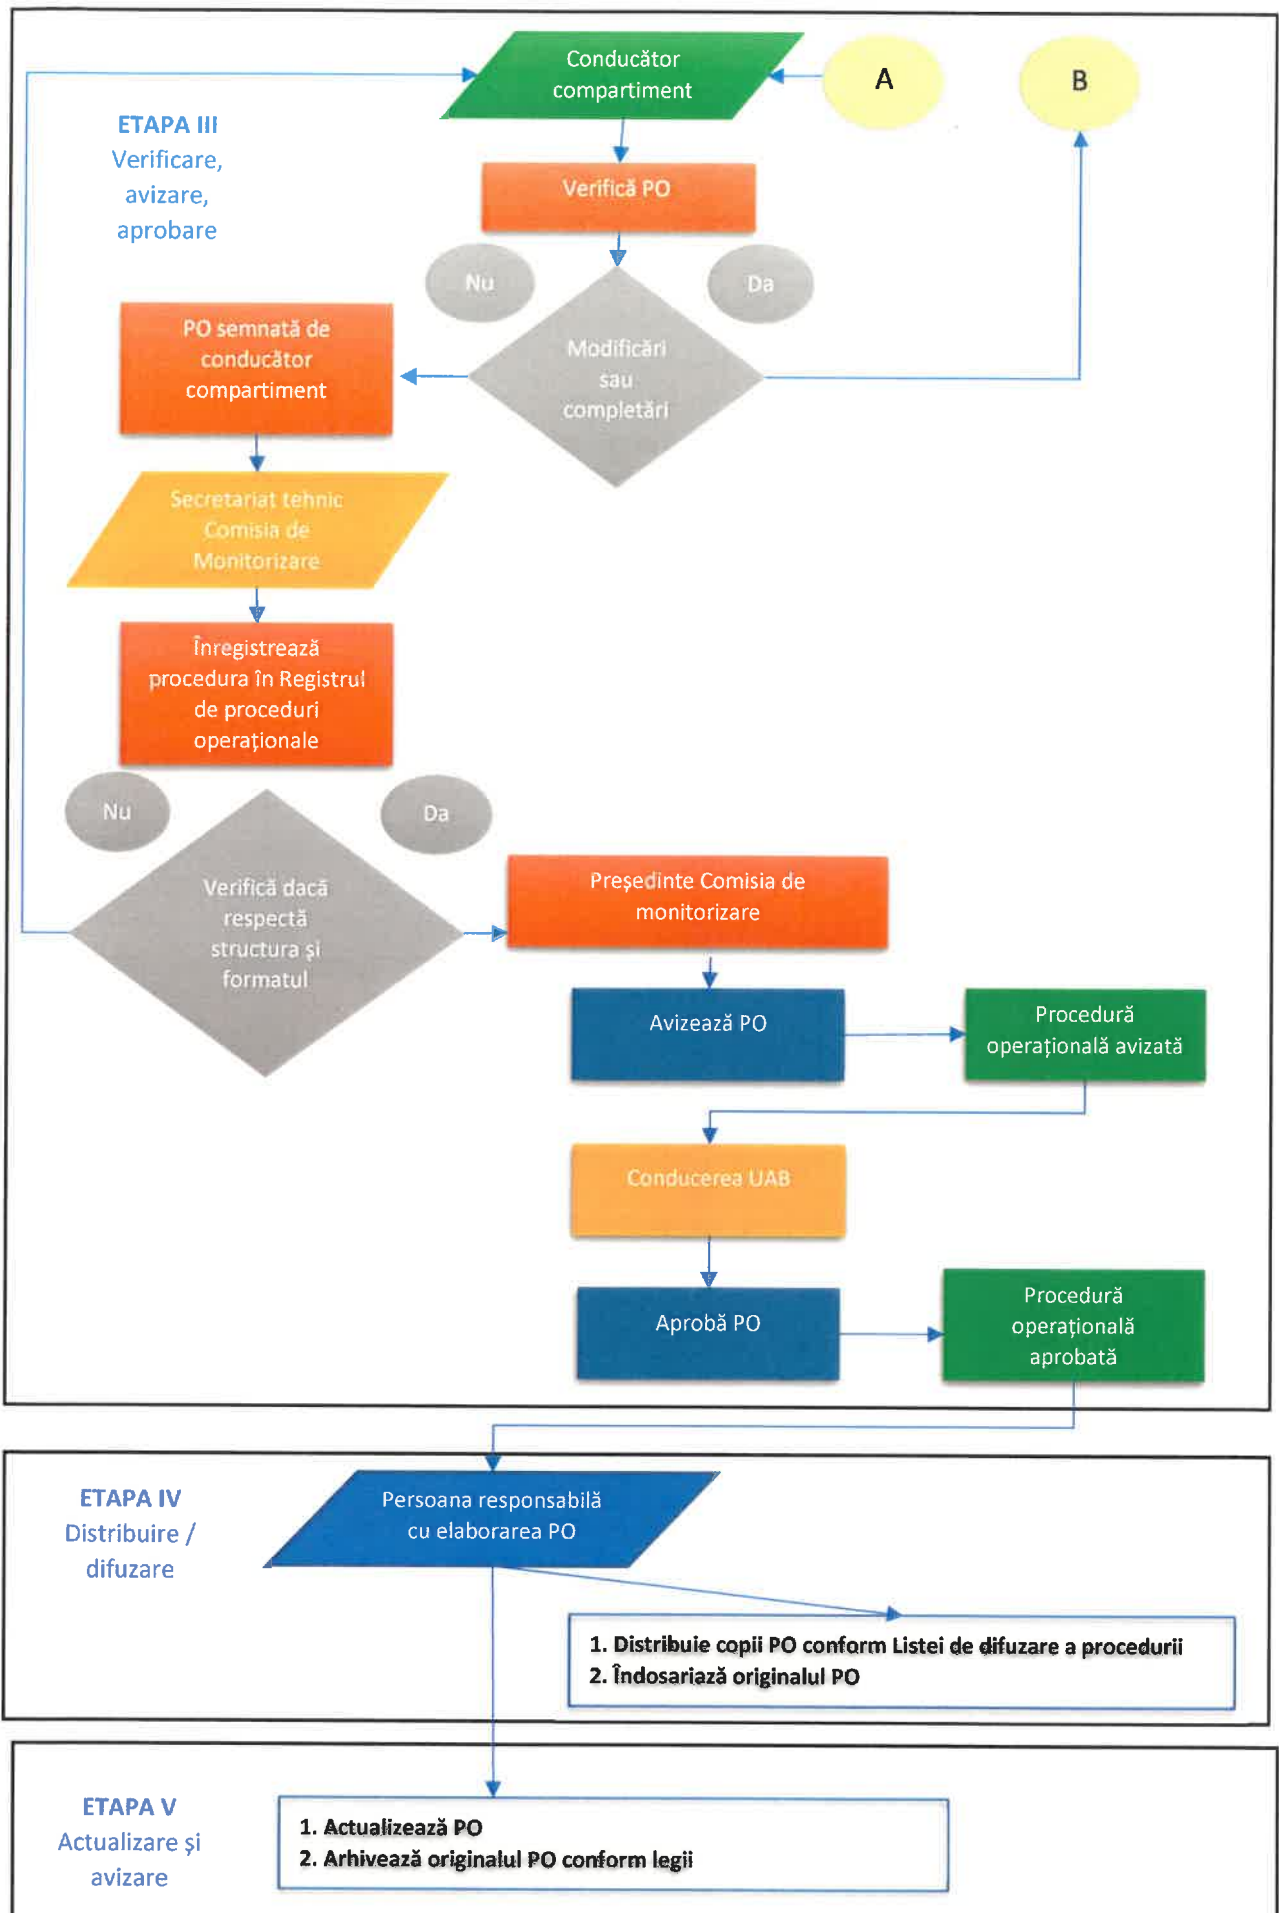 Conducător
compartiment
A
B
ETAPA III
Verificare,
avizare,
aprobare
Verifică PO
Nu
Da
PO semnată de
conducător
compartiment
Modificări
sau
completări
Secretariat tehnic
Comisia de
Monitorizare
Înregistrează
procedura în Registrul
de proceduri
operaționale
Nu
Da
Verifică dacă
respectă
structura și
formatul
Președinte Comisia de
monitorizare
Avizează PO
Procedură
operațională avizată
Conducerea UAB
Aprobă PO
Procedură
operațională
aprobată
ETAPA IV
Distribuire /
difuzare
Persoana responsabilă
cu elaborarea PO
1. Distribuie copii PO conform Listei de difuzare a procedurii
2. Îndosariază originalul PO
ETAPA V
Actualizare și
avizare
1. Actualizează PO
2. Arhivează originalul PO conform legii